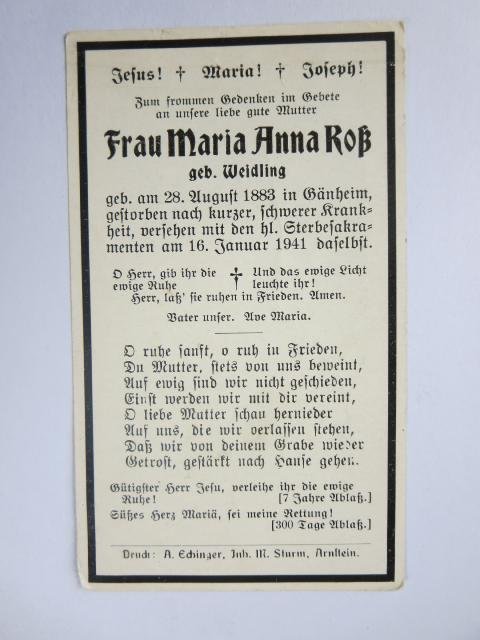 Jesus! † Maria! † Joseph!
Zum frommen Gedenken im Gebete
an unsere liebe gute Mutter
Frau Maria Anna Roß
geb. Weidling
geb. am 28. August 1883 in Gänheim,
gestorben nach kurzer, schwerer Krank-
heit, versehen mit den hl. Sterbesakra-
menten am 16. Januar 1941 daselbst.
O Herr, gib ihr die
ewige Ruhe
†
Und das ewige Licht
leuchte ihr!
Herr, laß' sie ruhen in Frieden. Amen.
Vater unser. Ave Maria.
O ruhe sanft, o ruh in Frieden,
Du Mutter, stets von uns beweint,
Auf ewig sind wir nicht geschieden,
Einst werden wir mit dir vereint,
O liebe Mutter schau hernieder
Auf uns, die wir verlassen stehen,
Daß wir von deinem Grabe wieder
Getrost, gestärkt nach Hause gehen.
Gütigster Herr Jesu, verleihe ihr die ewige
Ruhe! [7 Jahre Ablaß.]
Süßes Herz Mariä, sei meine Rettung!
[300 Tage Ablaß.]
Druck: A. Echinger, Inh. M. Sturm, Arnstein.